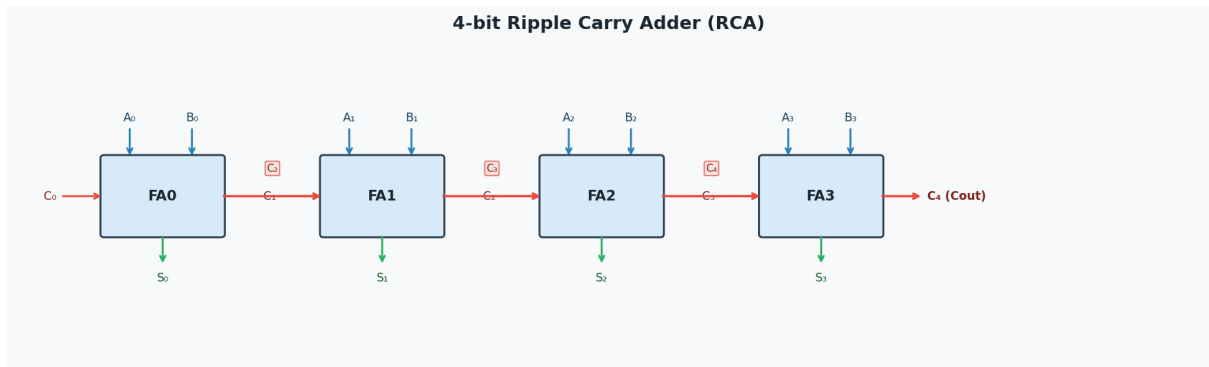 4-bit Ripple Carry Adder (RCA)
A₀ B₀ A₁ B₁ A₂ B₂ A₃ B₃
C₂ C₃ C₄
C₀ FA0 C₁ FA1 C₂ FA2 C₃ FA3 C₄ (Cout)
S₀ S₁ S₂ S₃